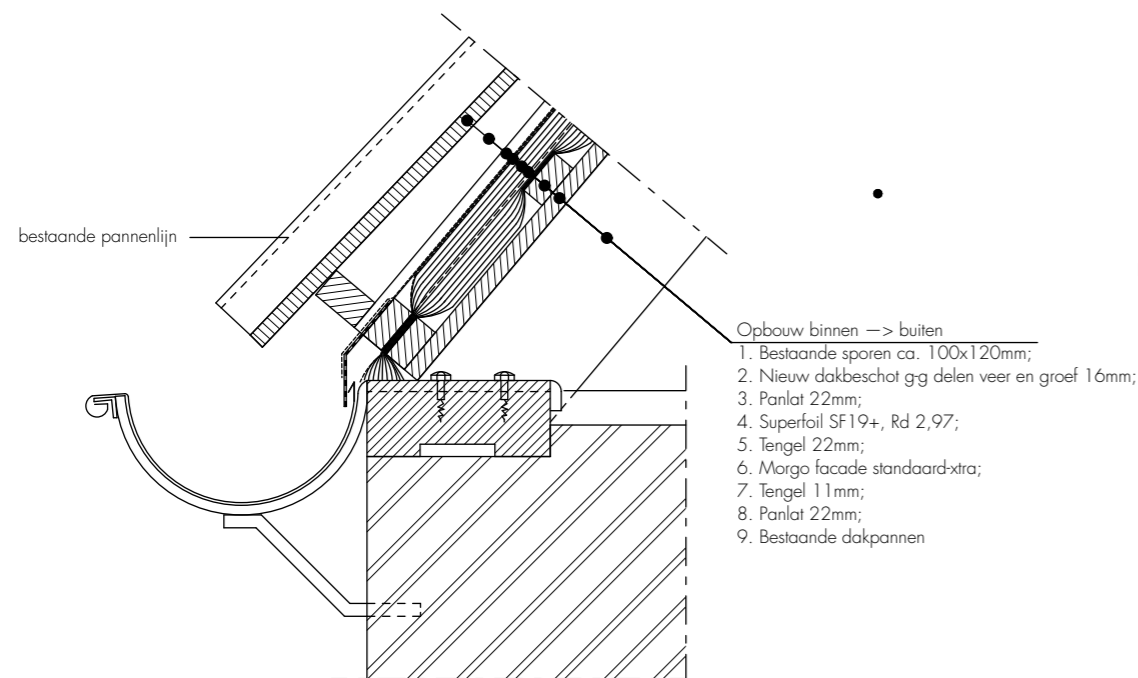 bestaande pannenlijn
Opbouw binnen —> buiten
1. Bestaande sporen ca. 100x120mm;
2. Nieuw dakbeschot g-g delen veer en groef 16mm;
3. Panlat 22mm;
4. Superfoil SF19+, Rd 2,97;
5. Tengel 22mm;
6. Morgo facade standaard-xtra;
7. Tengel 11mm;
8. Panlat 22mm;
9. Bestaande dakpannen